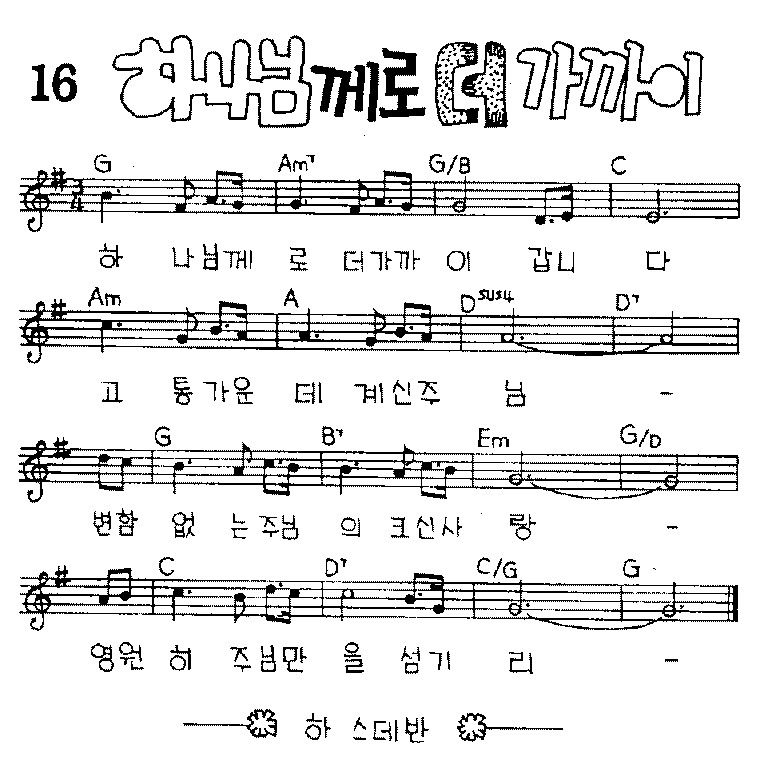 16 하나님께로 더 가까이
G Am7 G/B C
3/4
하 나님께 로 더가까 이 갑니 다
Am A Dsus4 D7
고 통가운 데 계신주 님 -
G B7 Em G/D
변함 없 는주님 의 크신사 랑 -
C D7 C/G G
영원 히 주님만 을 섬기 리 -
하 스데반